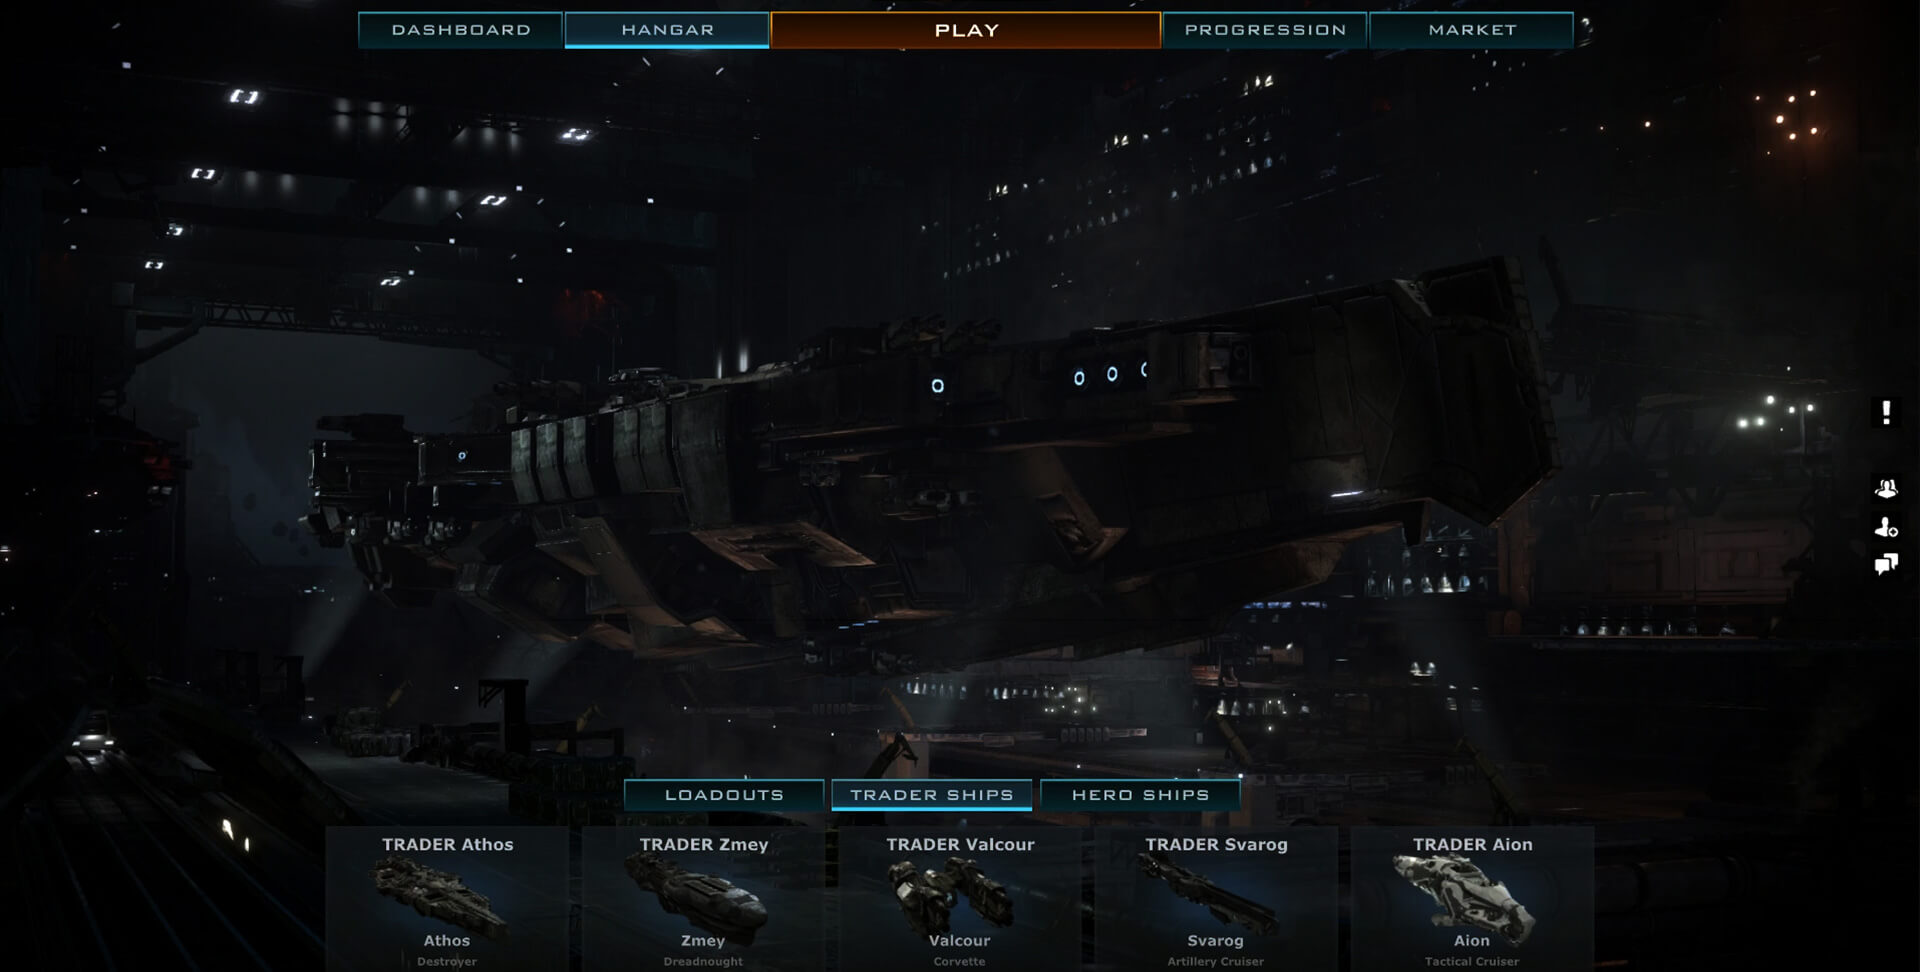 DASHBOARD
HANGAR
PLAY
PROGRESSION
MARKET
LOADOUTS
TRADER SHIPS
HERO SHIPS
TRADER Athos
TRADER Zmey
TRADER Valcour
TRADER Svarog
TRADER Aion
Athos
Zmey
Valcour
Svarog
Aion
Destroyer
Dreadnought
Corvette
Artillery Cruiser
Tactical Cruiser